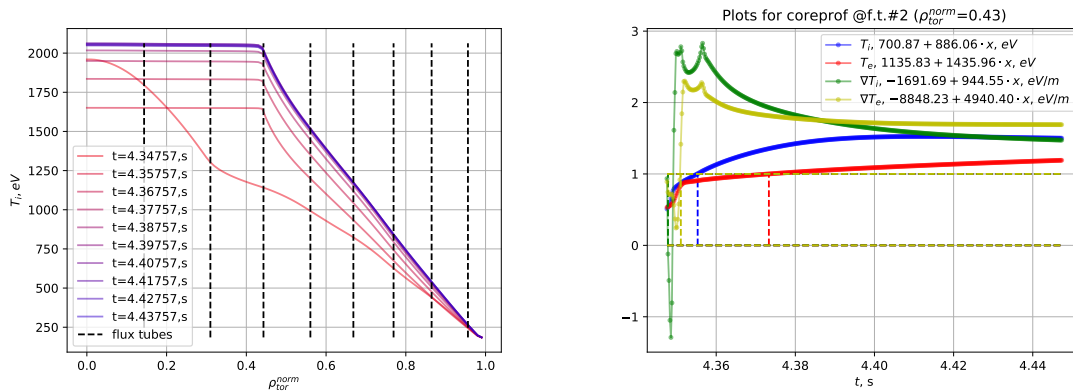 2000
1750
1500
1250
1000
750
500
250
T_i, eV
t=4.34757,s
t=4.35757,s
t=4.36757,s
t=4.37757,s
t=4.38757,s
t=4.39757,s
t=4.40757,s
t=4.41757,s
t=4.42757,s
t=4.43757,s
flux tubes
0.0 0.2 0.4 0.6 0.8 1.0
ρ_{tor}^{norm}
Plots for coreprof @f.t.#2 (ρ_{tor}^{norm}=0.43)
3
2
1
0
−1
T_i, 700.87 + 886.06 · x, eV
T_e, 1135.83 + 1435.96 · x, eV
∇T_i, −1691.69 + 944.55 · x, eV/m
∇T_e, −8848.23 + 4940.40 · x, eV/m
4.36 4.38 4.40 4.42 4.44
t, s